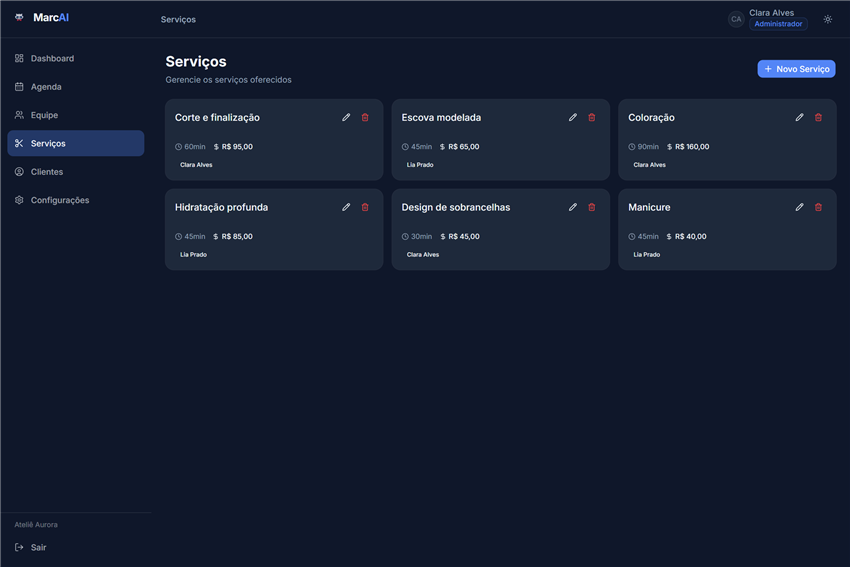 MarcAI
Serviços
CA
Clara Alves
Administrador
Dashboard
Agenda
Equipe
Serviços
Clientes
Configurações
Ateliê Aurora
Sair
Serviços
Gerencie os serviços oferecidos
+ Novo Serviço
Corte e finalização
60min $ R$ 95,00
Clara Alves
Escova modelada
45min $ R$ 65,00
Lia Prado
Coloração
90min $ R$ 160,00
Clara Alves
Hidratação profunda
45min $ R$ 85,00
Lia Prado
Design de sobrancelhas
30min $ R$ 45,00
Clara Alves
Manicure
45min $ R$ 40,00
Lia Prado